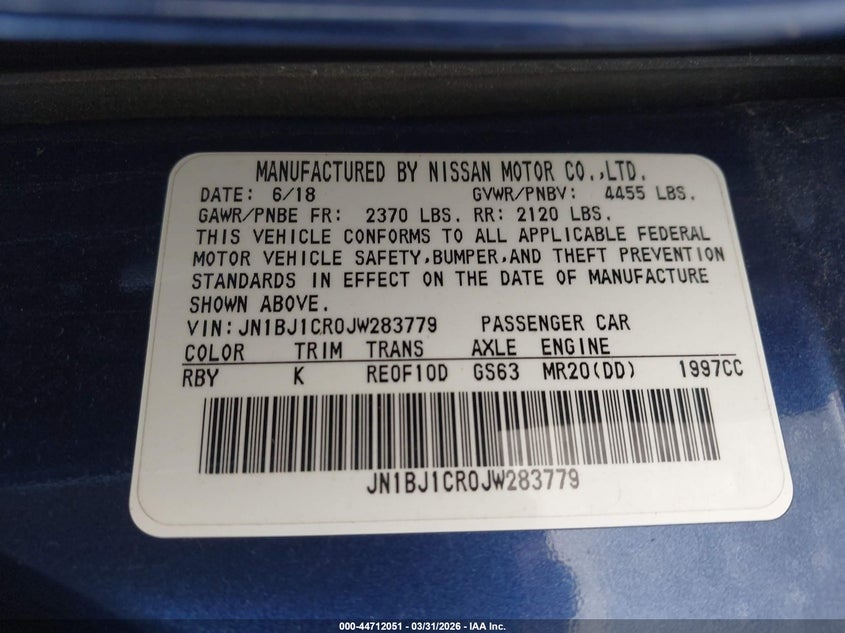 MANUFACTURED BY NISSAN MOTOR CO.,LTD.
DATE: 6/18 GVWR/PNBV: 4455 LBS.
GAWR/PNBE FR: 2370 LBS. RR: 2120 LBS.
THIS VEHICLE CONFORMS TO ALL APPLICABLE FEDERAL
MOTOR VEHICLE SAFETY,BUMPER,AND THEFT PREVENTION
STANDARDS IN EFFECT ON THE DATE OF MANUFACTURE
SHOWN ABOVE.
VIN:JN1BJ1CR0JW283779 PASSENGER CAR
COLOR TRIM TRANS AXLE ENGINE
RBY K RE0F10D GS63 MR20(DD) 1997CC
JN1BJ1CR0JW283779
000-44712051 - 03/31/2026 - IAA Inc.